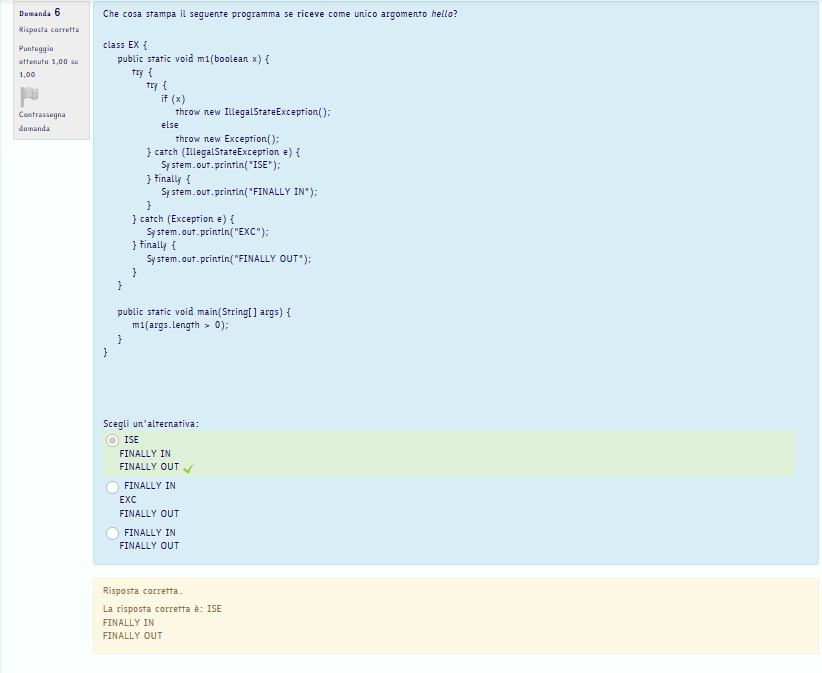 Domanda 6
Risposta corretta
Punteggio
ottenuto 1,00 su
1,00
Contrassegna
domanda
Che cosa stampa il seguente programma se riceve come unico argomento hello?
class EX {
public static void m1(boolean x) {
try {
try {
if (x)
throw new IllegalStateException();
else
throw new Exception();
} catch (IllegalStateException e) {
System.out.println("ISE");
} finally {
System.out.println("FINALLY IN");
}
} catch (Exception e) {
System.out.println("EXC");
} finally {
System.out.println("FINALLY OUT");
}
}
public static void main(String[] args) {
m1(args.length > 0);
}
}
Scegli un'alternativa:
ISE
FINALLY IN
FINALLY OUT
FINALLY IN
EXC
FINALLY OUT
FINALLY IN
FINALLY OUT
Risposta corretta.
La risposta corretta è: ISE
FINALLY IN
FINALLY OUT